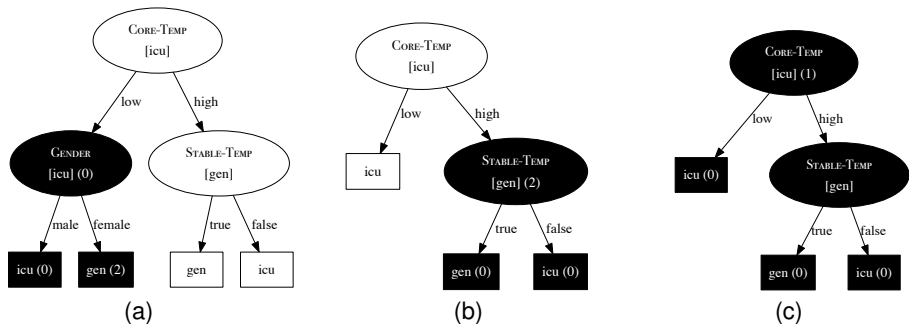 CORE-TEMP
[icu]
low
high
GENDER
[icu] (0)
STABLE-TEMP
[gen]
male
female
true
false
icu (0)
gen (2)
gen
icu
(a)
CORE-TEMP
[icu]
low
high
icu
STABLE-TEMP
[gen] (2)
true
false
gen (0)
icu (0)
(b)
CORE-TEMP
[icu] (1)
low
high
icu (0)
STABLE-TEMP
[gen]
true
false
gen (0)
icu (0)
(c)